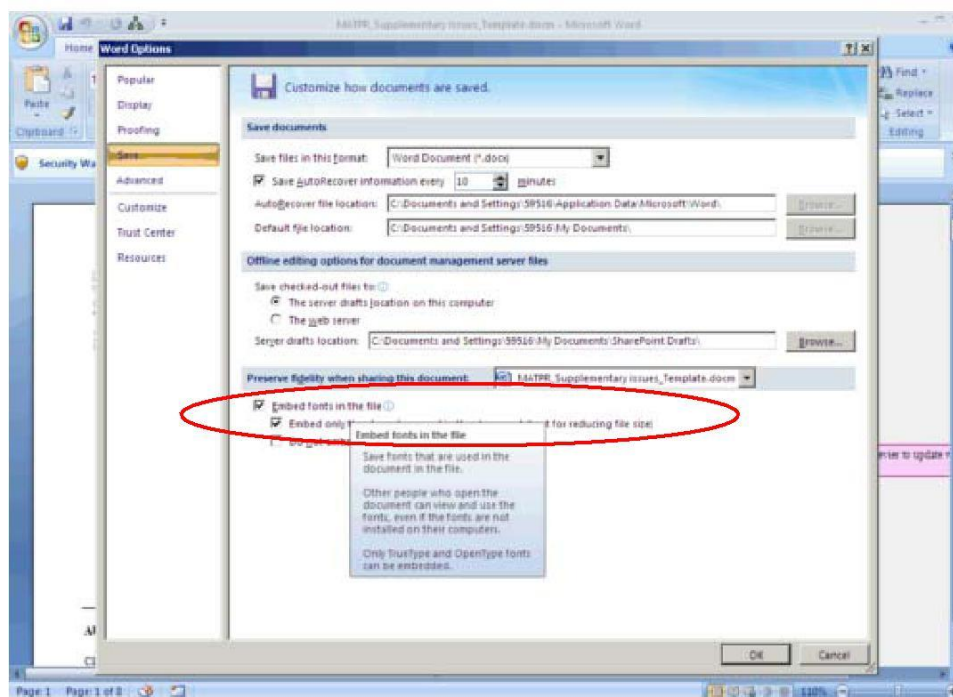 MATPR_Supplementary issues_Template.docm - Microsoft Word
Home
Word Options
Paste
Clipboard
Find
Replace
Select
Editing
Security Wa
Popular
Display
Proofing
Save
Advanced
Customize
Trust Center
Resources
Customize how documents are saved.
Save documents
Save files in this format: Word Document (*.docx)
Save AutoRecover information every 10 minutes
AutoRecover file location: C:\Documents and Settings\59516\Application Data\Microsoft\Word\ Browse...
Default file location: C:\Documents and Settings\59516\My Documents\ Browse...
Offline editing options for document management server files
Save checked-out files to:
The server drafts location on this computer
The web server
Server drafts location: C:\Documents and Settings\59516\My Documents\SharePoint Drafts\ Browse...
Preserve fidelity when sharing this document: MATPR_Supplementary issues_Template.docm
Embed fonts in the file
Embed only for reducing file size)
Embed fonts in the file
Save fonts that are used in the
document in the file.
Other people who open the
document can view and use the
fonts, even if the fonts are not
installed on their computers.
Only TrueType and OpenType fonts
can be embedded.
to update
OK Cancel
Page: 1 Page: 1 of 8 110%